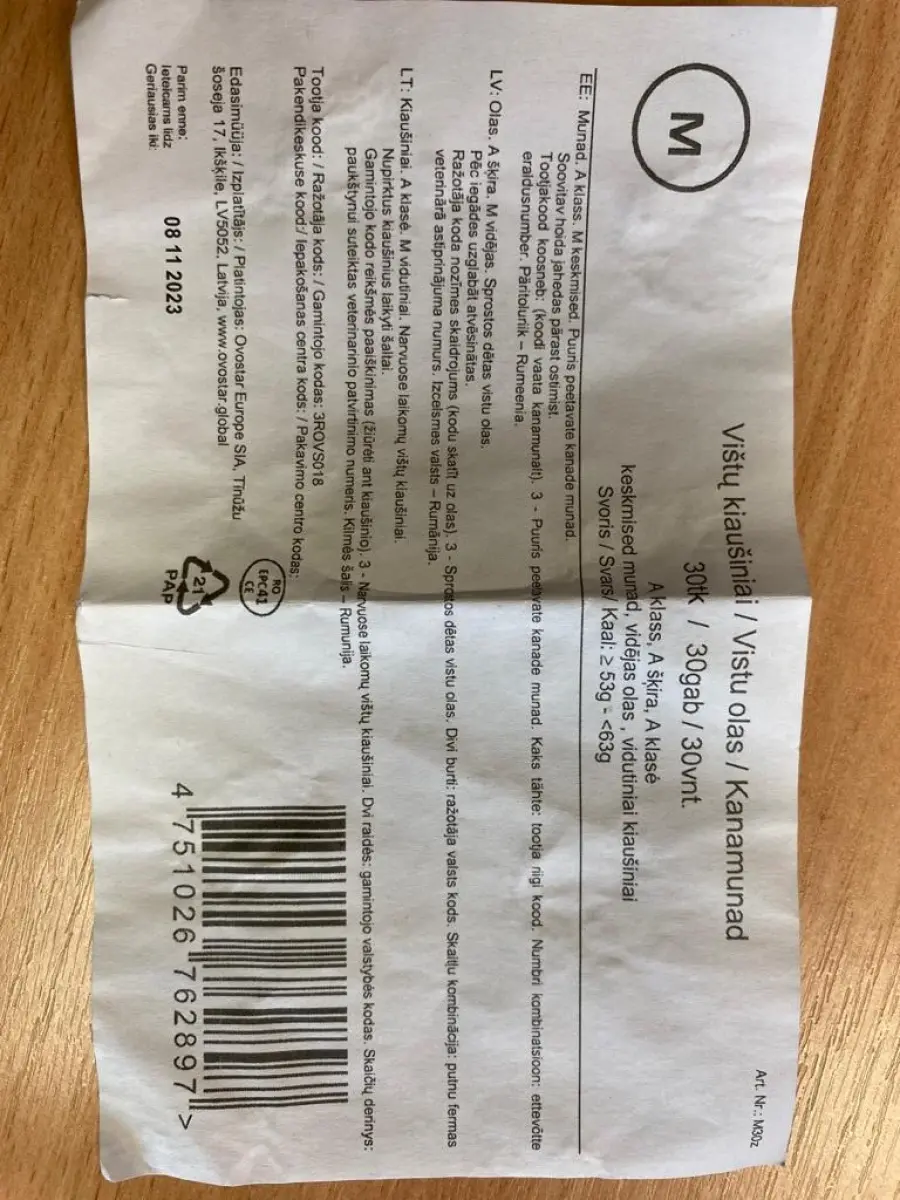 Art. Nr.: M30z
M
Vištų kiaušiniai / Vistu olas / Kanamunad
30tk / 30gab / 30vnt.
A klass, A šķira, A klasė
keskmised munad, vidējas olas , vidutiniai kiaušiniai
Svoris / Svars/ Kaal: ≥ 53g - <63g
EE: Munad. A klass. M keskmised. Puuris peetavate kanade munad.
Soovitav hoida jahedas pärast ostimist.
Tootjakood koosneb: (koodi vaata kanamunalt). 3 - Puuris peetavate kanade munad. Kaks tähte: tootja riigi kood. Numbri kombinatsioon: ettevõtte
eraldusnumber. Päritoluriik – Rumeenia.
LV: Olas. A šķira. M vidējas. Sprostos dētas vistu olas.
Pēc iegādes uzglabāt atvēsinātas.
Ražotāja koda nozīmes skaidrojums (kodu skatīt uz olas). 3 - Sprostos dētas vistu olas. Divi burti: ražotāja valsts kods. Skaitļu kombinācija: putnu fermas
veterinārā astiprinājuma numurs. Izcelsmes valsts – Rumānija.
LT: Kiaušiniai. A klasė. M vidutiniai. Narvuose laikomų vištų kiaušiniai.
Nupirktus kiaušinius laikyti šaltai.
Gamintojo kodo reikšmės paaiškinimas (žiūrėti ant kiaušinio). 3 - Narvuose laikomų vištų kiaušiniai. Dvi raidės: gamintojo valstybės kodas. Skaičių derinys:
paukštynui suteiktas veterinarinio patvirtinimo numeris. Kilmės šalis – Rumunija.
Tootja kood: / Ražotāja kods: / Gamintojo kodas: 3ROVS018
Pakendikeskuse kood:/ Iepakošanas centra kods: / Pakavimo centro kodas:
RO
EPC41
CE
Edasimüüja: / Izplatītājs: / Platintojas: Ovostar Europe SIA, Tīnūžu
šoseja 17, Ikšķile, LV5052, Latvija, www.ovostar.global
21
PAP
Parim enne:
Ieteicams līdz
Geriausias iki:
08 11 2023
4 751026 762897 >